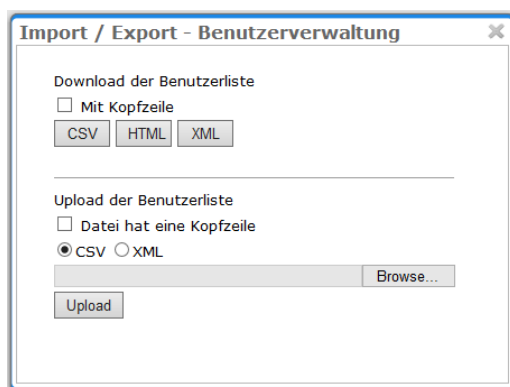 Import / Export - Benutzerverwaltung
Download der Benutzerliste
Mit Kopfzeile
CSV HTML XML
Upload der Benutzerliste
Datei hat eine Kopfzeile
CSV XML
Browse...
Upload